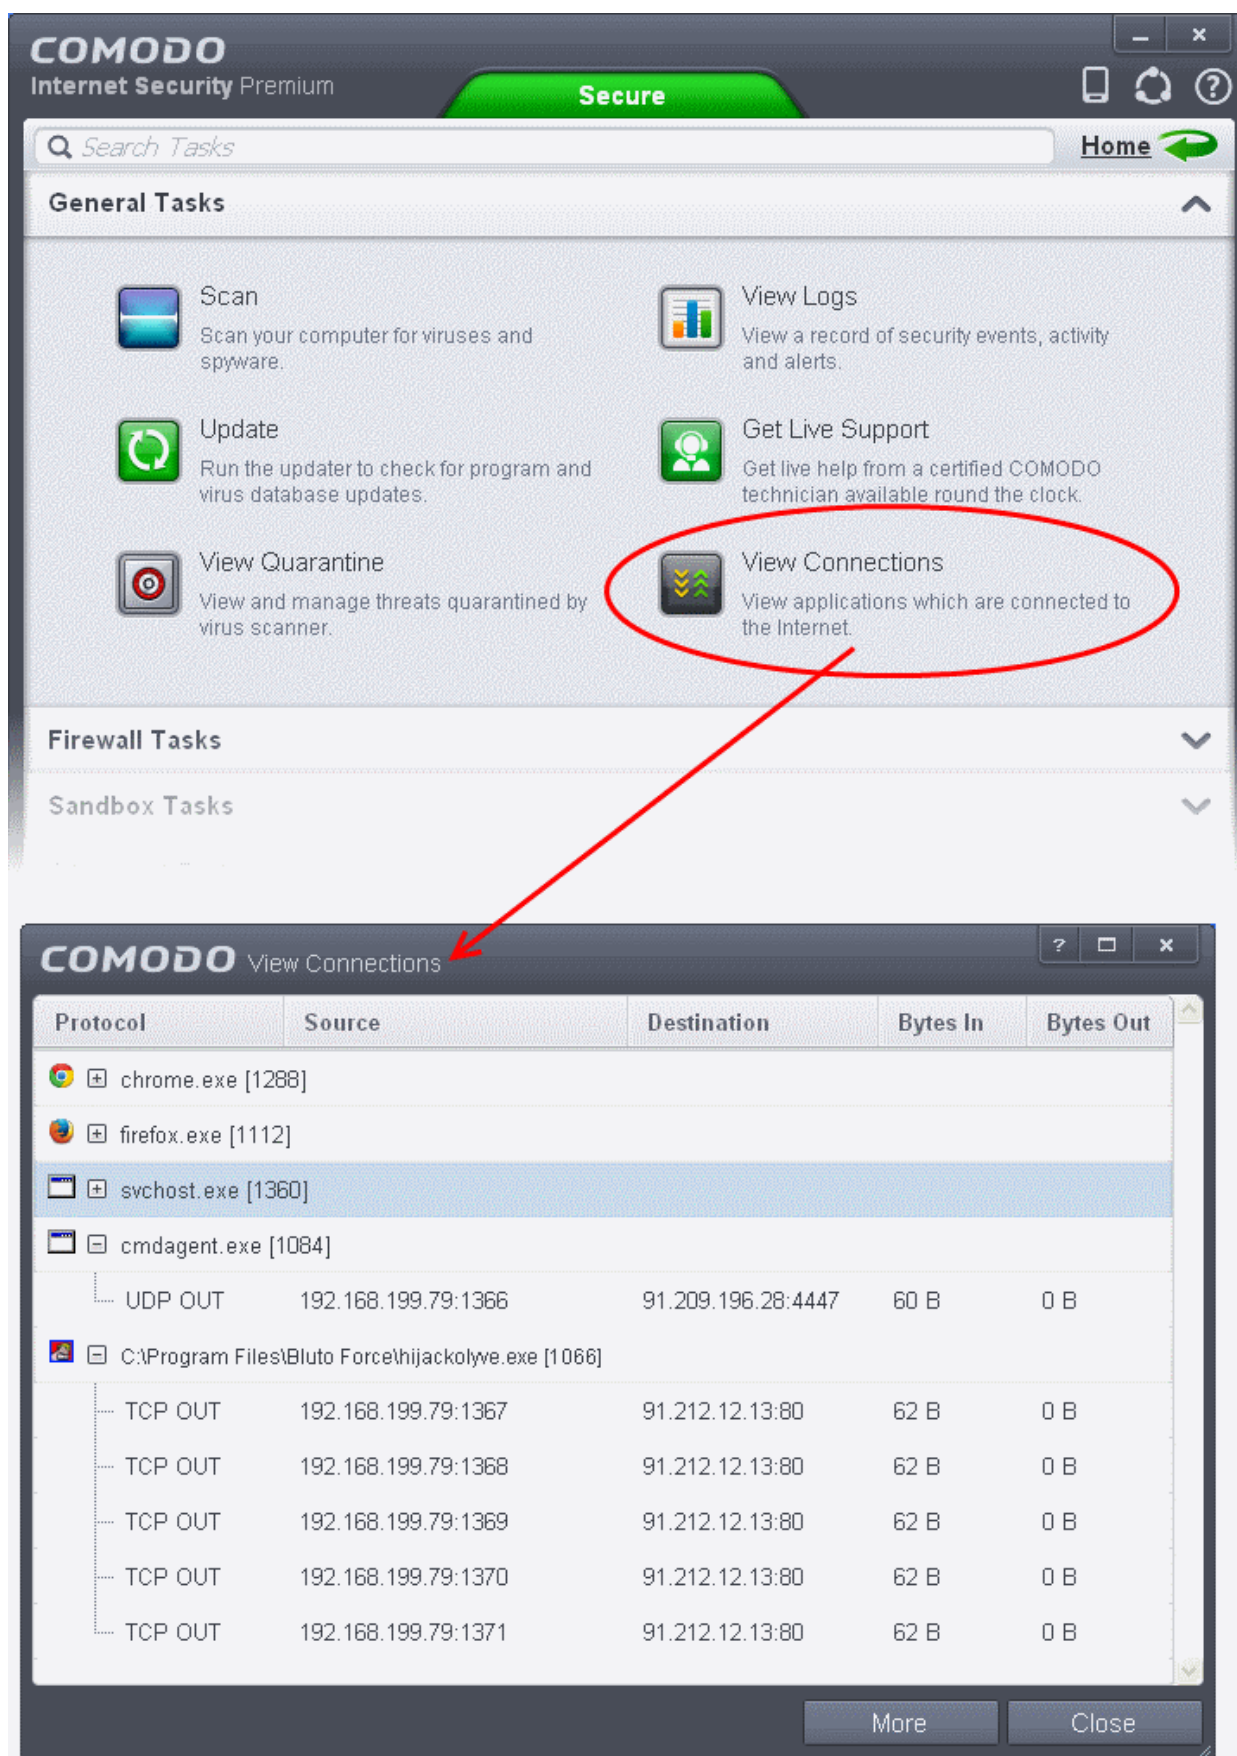 COMODO
Internet Security Premium
Secure
Search Tasks
Home
General Tasks
Scan
Scan your computer for viruses and
spyware.
View Logs
View a record of security events, activity
and alerts.
Update
Run the updater to check for program and
virus database updates.
Get Live Support
Get live help from a certified COMODO
technician available round the clock.
View Quarantine
View and manage threats quarantined by
virus scanner.
View Connections
View applications which are connected to
the Internet.
Firewall Tasks
Sandbox Tasks
COMODO View Connections
Protocol Source Destination Bytes In Bytes Out
chrome.exe [1288]
firefox.exe [1112]
svchost.exe [1360]
cmdagent.exe [1084]
UDP OUT 192.168.199.79:1366 91.209.196.28:4447 60 B 0 B
C:\Program Files\Bluto Force\hijackolyve.exe [1066]
TCP OUT 192.168.199.79:1367 91.212.12.13:80 62 B 0 B
TCP OUT 192.168.199.79:1368 91.212.12.13:80 62 B 0 B
TCP OUT 192.168.199.79:1369 91.212.12.13:80 62 B 0 B
TCP OUT 192.168.199.79:1370 91.212.12.13:80 62 B 0 B
TCP OUT 192.168.199.79:1371 91.212.12.13:80 62 B 0 B
More Close